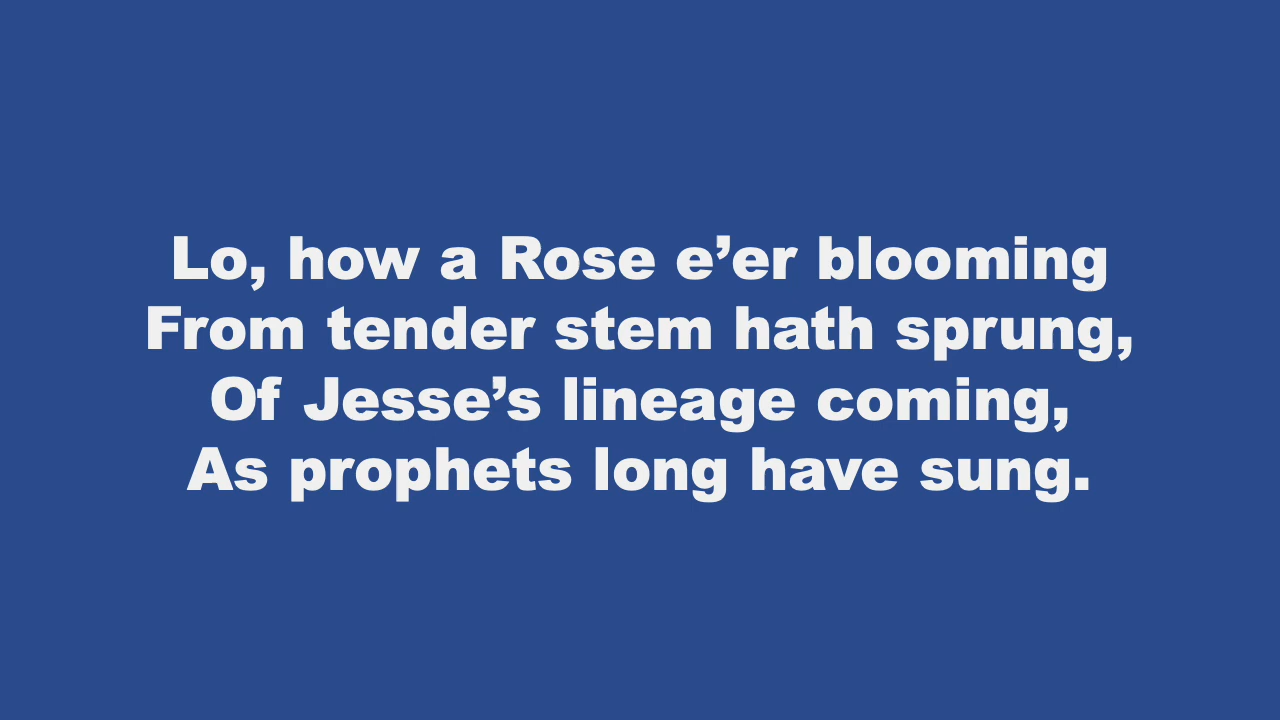 Lo, how a Rose e’er blooming
From tender stem hath sprung,
Of Jesse’s lineage coming,
As prophets long have sung.